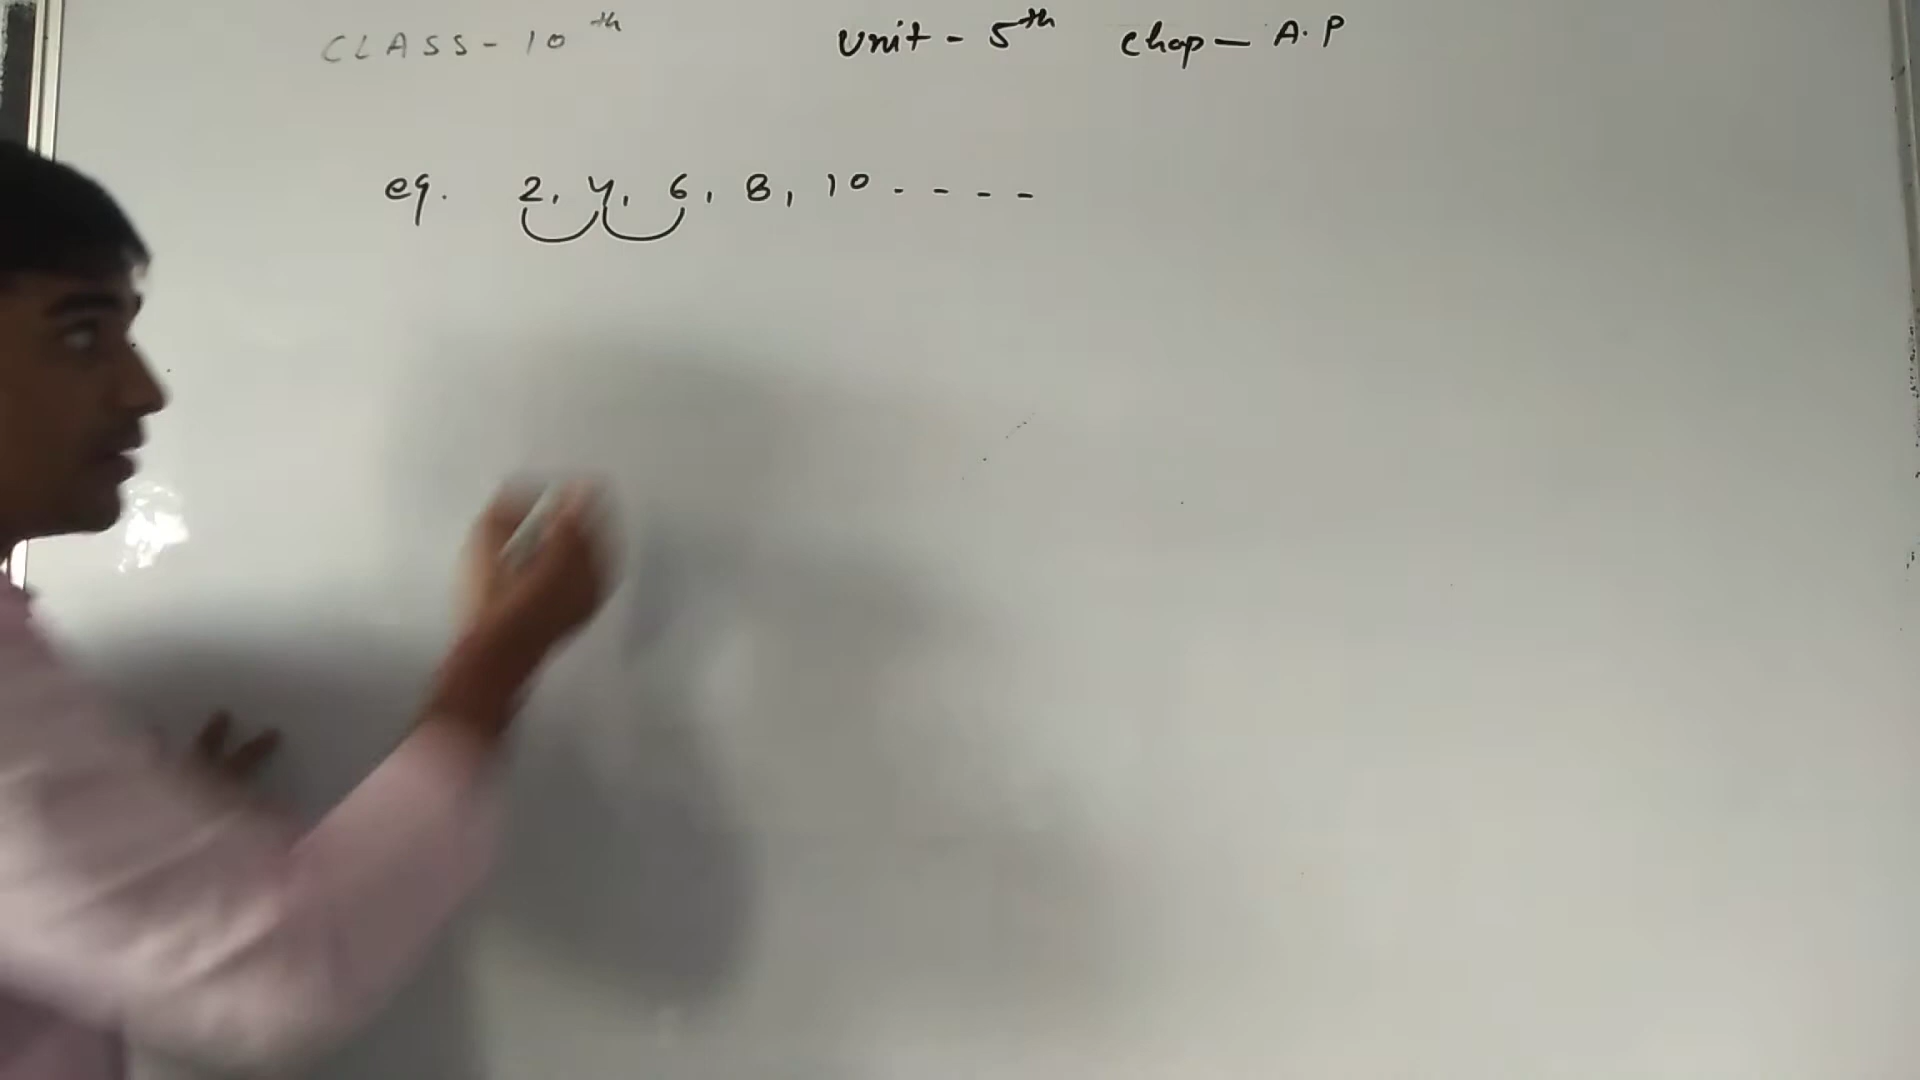 CLASS - 10th Unit - 5th Chap - A.P
eg. 2, 4, 6, 8, 10 - - - -